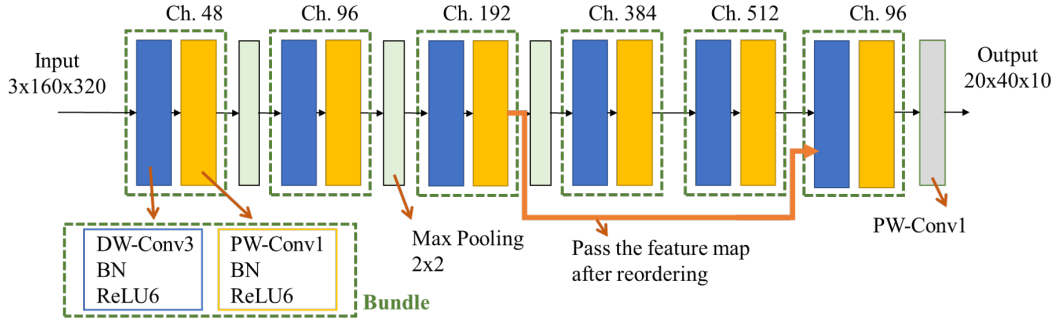 Ch. 48
Ch. 96
Ch. 192
Ch. 384
Ch. 512
Ch. 96
Input
3x160x320
Output
20x40x10
DW-Conv3
BN
ReLU6
PW-Conv1
BN
ReLU6
Bundle
Max Pooling
2x2
Pass the feature map
after reordering
PW-Conv1